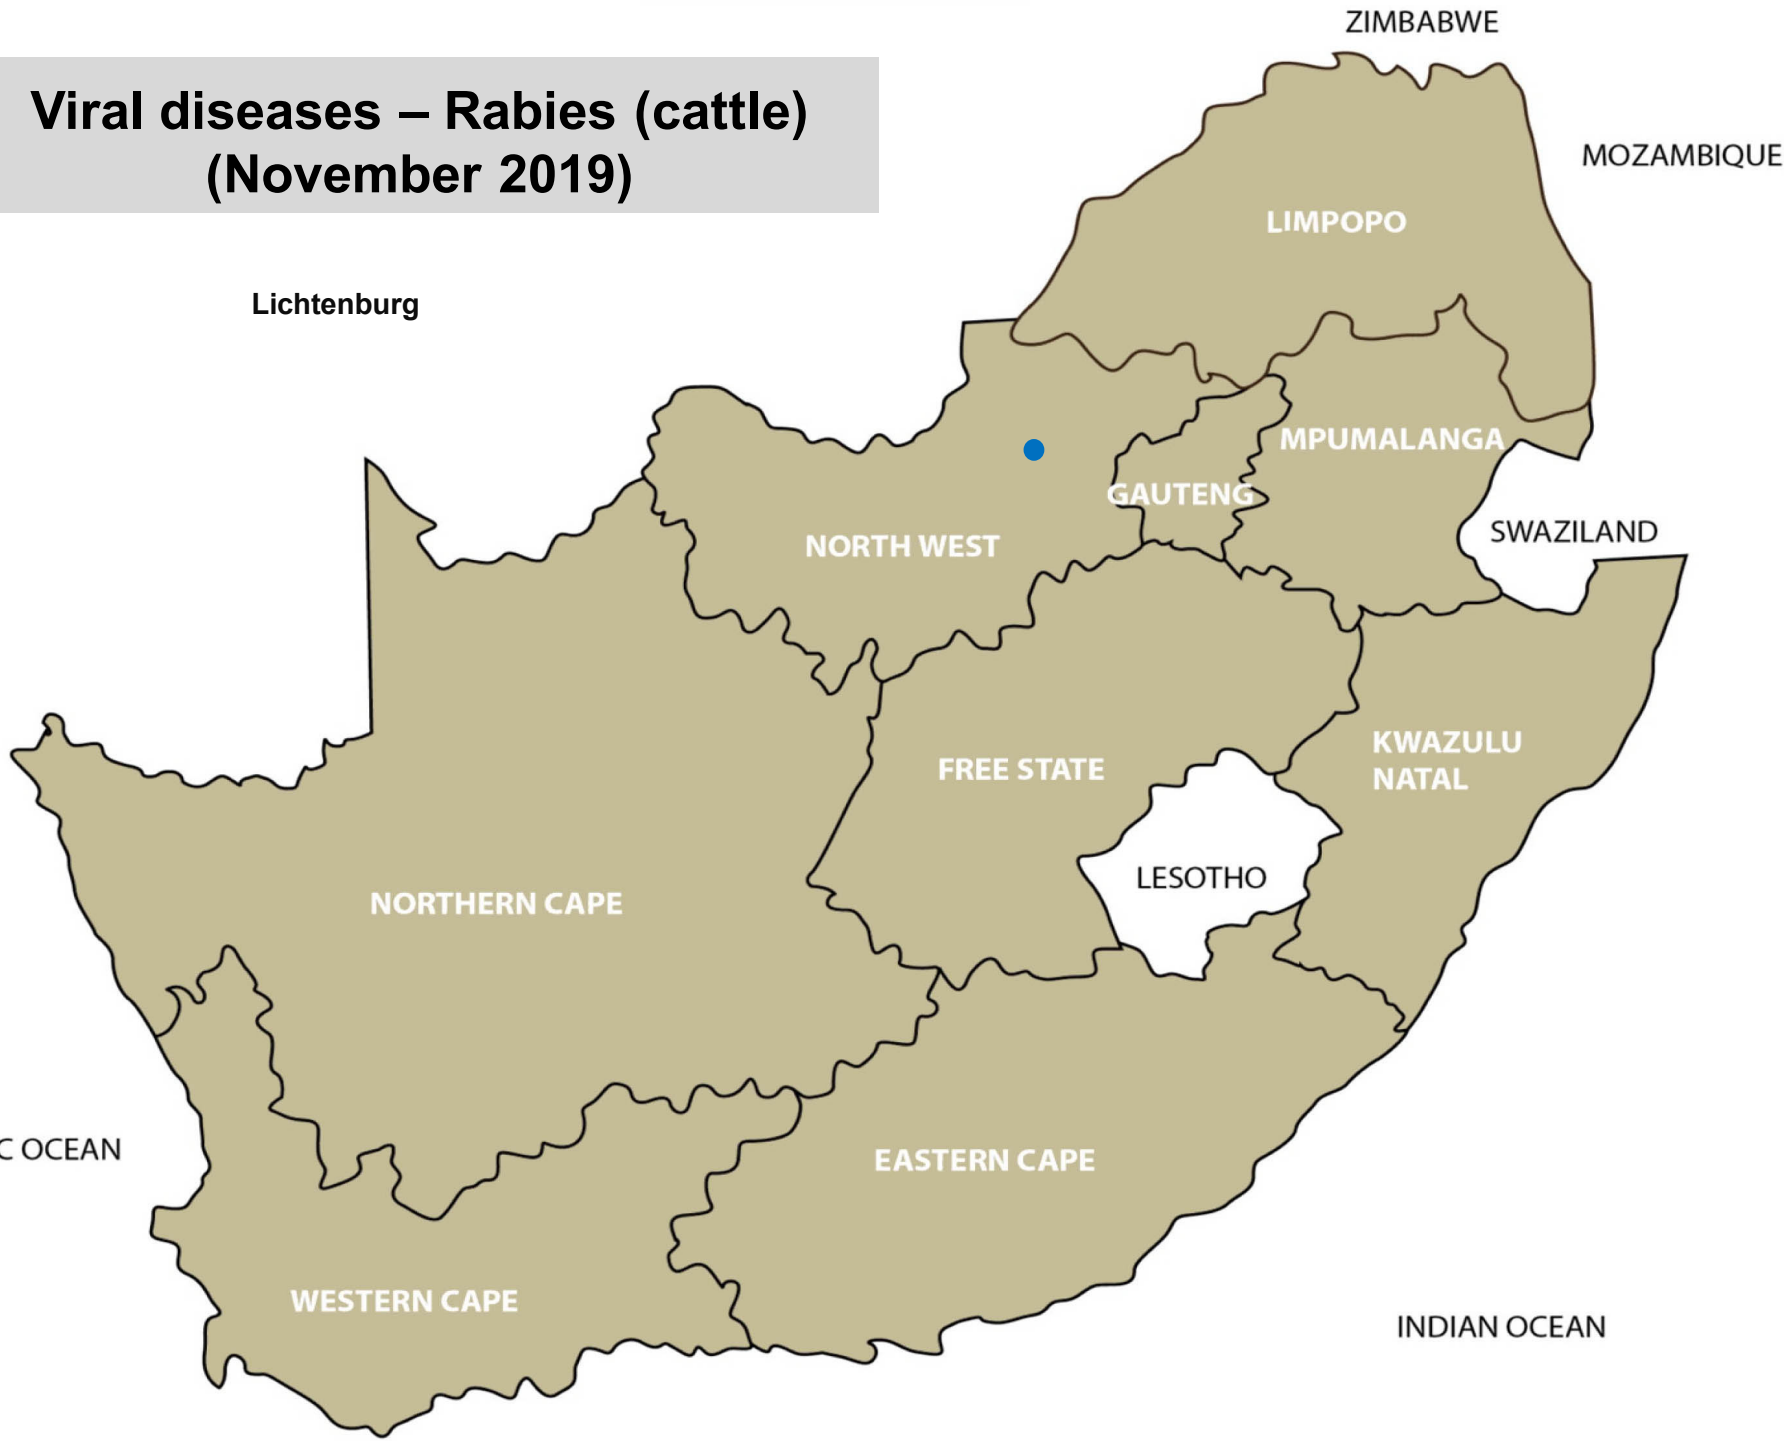 ZIMBABWE
Viral diseases – Rabies (cattle)
(November 2019)
MOZAMBIQUE
LIMPOPO
Lichtenburg
MPUMALANGA
GAUTENG
SWAZILAND
NORTH WEST
KWAZULU
NATAL
FREE STATE
LESOTHO
NORTHERN CAPE
C OCEAN
EASTERN CAPE
WESTERN CAPE
INDIAN OCEAN